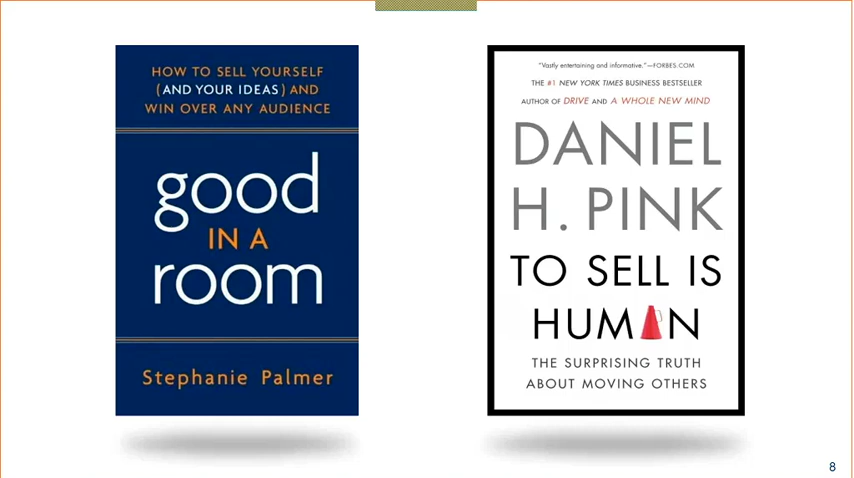 HOW TO SELL YOURSELF
(AND YOUR IDEAS) AND
WIN OVER ANY AUDIENCE
good
IN A
room
Stephanie Palmer
"Vastly entertaining and informative."—FORBES.COM
THE #1 NEW YORK TIMES BUSINESS BESTSELLER
AUTHOR OF DRIVE AND A WHOLE NEW MIND
DANIEL
H. PINK
TO SELL IS
HUMAN
THE SURPRISING TRUTH
ABOUT MOVING OTHERS
8